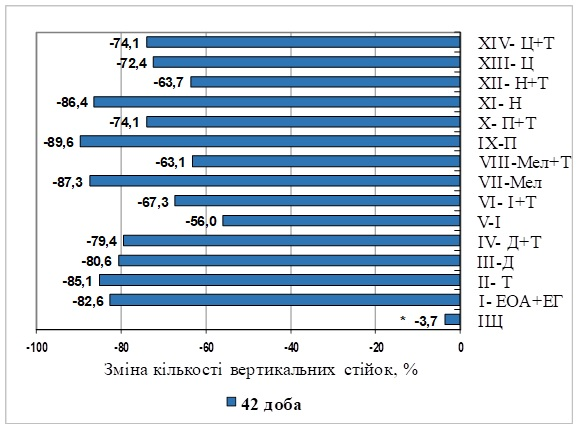 -74,1 XIV- Ц+Т
-72,4 XIII- Ц
-63,7 XII- Н+Т
-86,4 XI- Н
-74,1 X- П+Т
-89,6 IX-П
-63,1 VIII-Мел+Т
-87,3 VII-Мел
-67,3 VI- І+Т
-56,0 V-І
-79,4 IV- Д+Т
-80,6 III-Д
-85,1 II- Т
-82,6 I- ЕОА+ЕГ
* -3,7 ІЩ
-100 -80 -60 -40 -20 0
Зміна кількості вертикальних стійок, %
42 доба